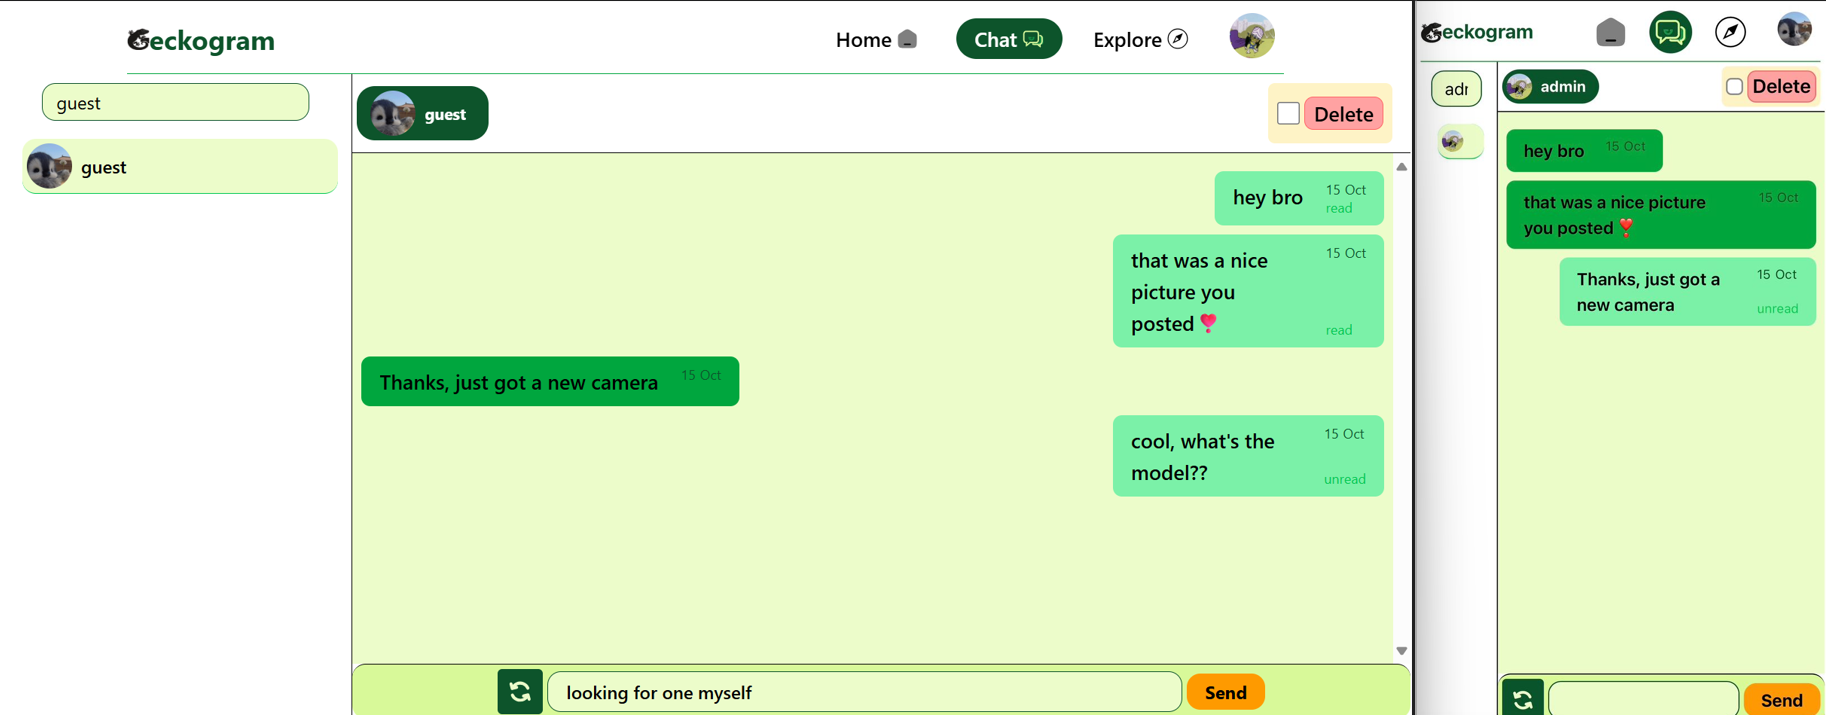 Geckogram
Home
Chat
Explore
guest
guest
guest
Delete
hey bro
15 Oct
read
that was a nice
picture you
posted❣
15 Oct
read
Thanks, just got a new camera
15 Oct
cool, what's the
model??
15 Oct
unread
looking for one myself
Send
Geckogram
admin
Delete
hey bro
15 Oct
that was a nice picture
you posted❣
15 Oct
Thanks, just got a
new camera
15 Oct
unread
Send